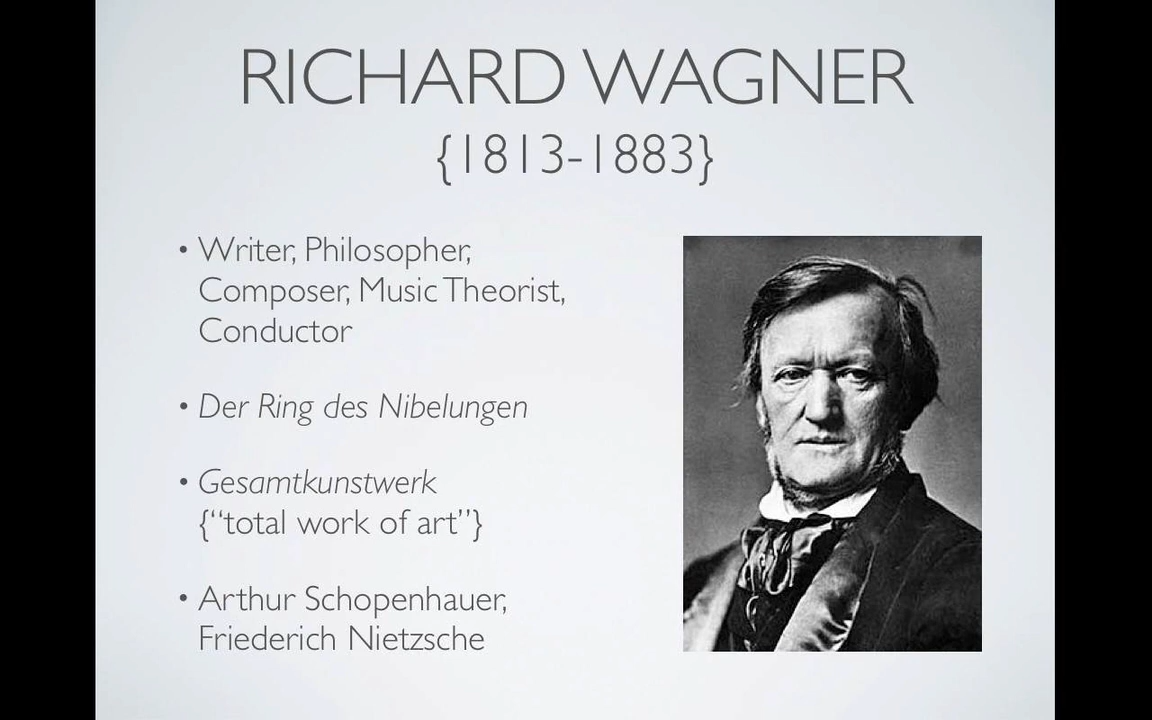 RICHARD WAGNER
{1813-1883}
• Writer, Philosopher,
Composer, Music Theorist,
Conductor
• Der Ring des Nibelungen
• Gesamtkunstwerk
{“total work of art”}
• Arthur Schopenhauer,
Friederich Nietzsche